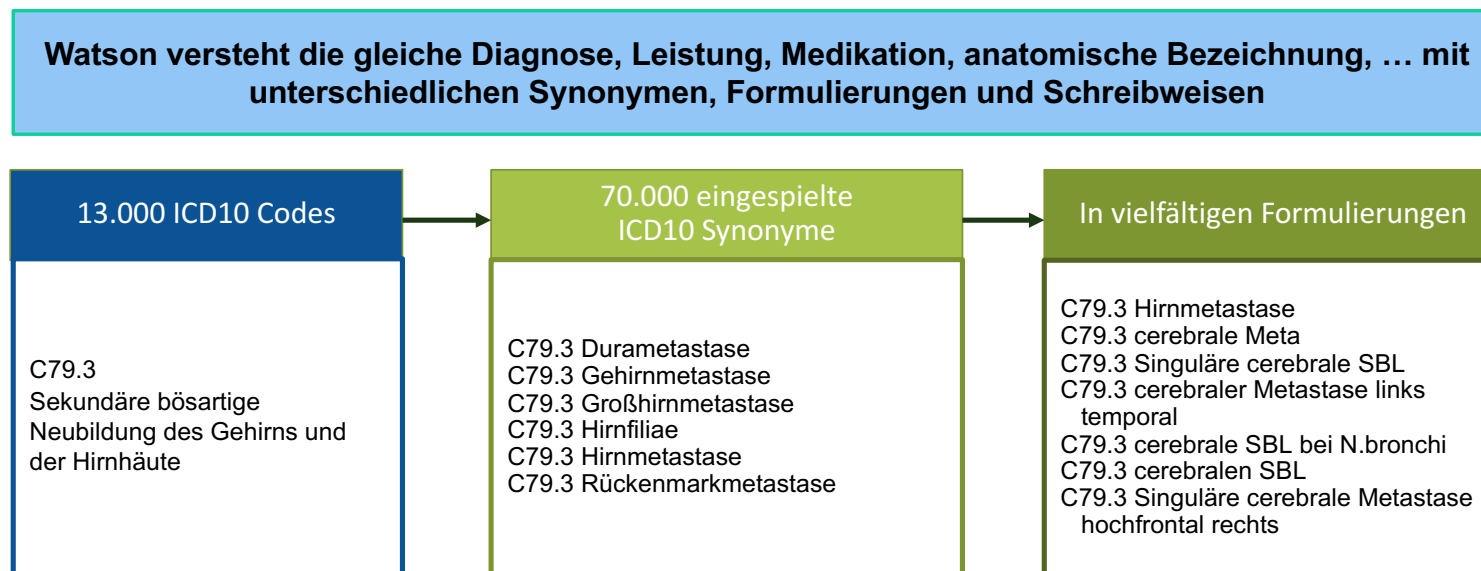 Watson versteht die gleiche Diagnose, Leistung, Medikation, anatomische Bezeichnung, … mit
unterschiedlichen Synonymen, Formulierungen und Schreibweisen
13.000 ICD10 Codes
C79.3
Sekundäre bösartige
Neubildung des Gehirns und
der Hirnhäute
70.000 eingespielte
ICD10 Synonyme
C79.3 Durametastase
C79.3 Gehirnmetastase
C79.3 Großhirnmetastase
C79.3 Hirnfiliae
C79.3 Hirnmetastase
C79.3 Rückenmarkmetastase
In vielfältigen Formulierungen
C79.3 Hirnmetastase
C79.3 cerebrale Meta
C79.3 Singuläre cerebrale SBL
C79.3 cerebraler Metastase links
temporal
C79.3 cerebrale SBL bei N.bronchi
C79.3 cerebralen SBL
C79.3 Singuläre cerebrale Metastase
hochfrontal rechts